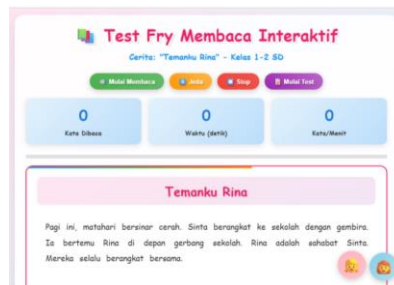 Test Fry Membaca Interaktif
Cerita: "Temanku Rina" - Kelas 1-2 SD
Mulai Membaca
Jeda
Stop
Mulai Test
0
0
0
Kata Dibaca
Waktu (detik)
Kata/Menit
Temanku Rina
Pagi ini, matahari bersinar cerah. Sinta berangkat ke sekolah dengan gembira.
Ia bertemu Rina di depan gerbang sekolah. Rina adalah sahabat Sinta.
Mereka selalu berangkat bersama.